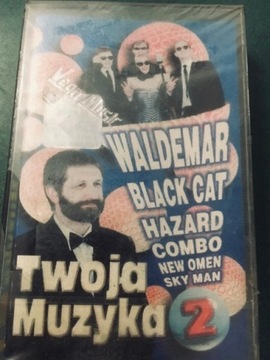 WALDEMAR
BLACK CAT
HAZARD
COMBO
NEW OMEN
SKY MAN
Twoja
Muzyka 2